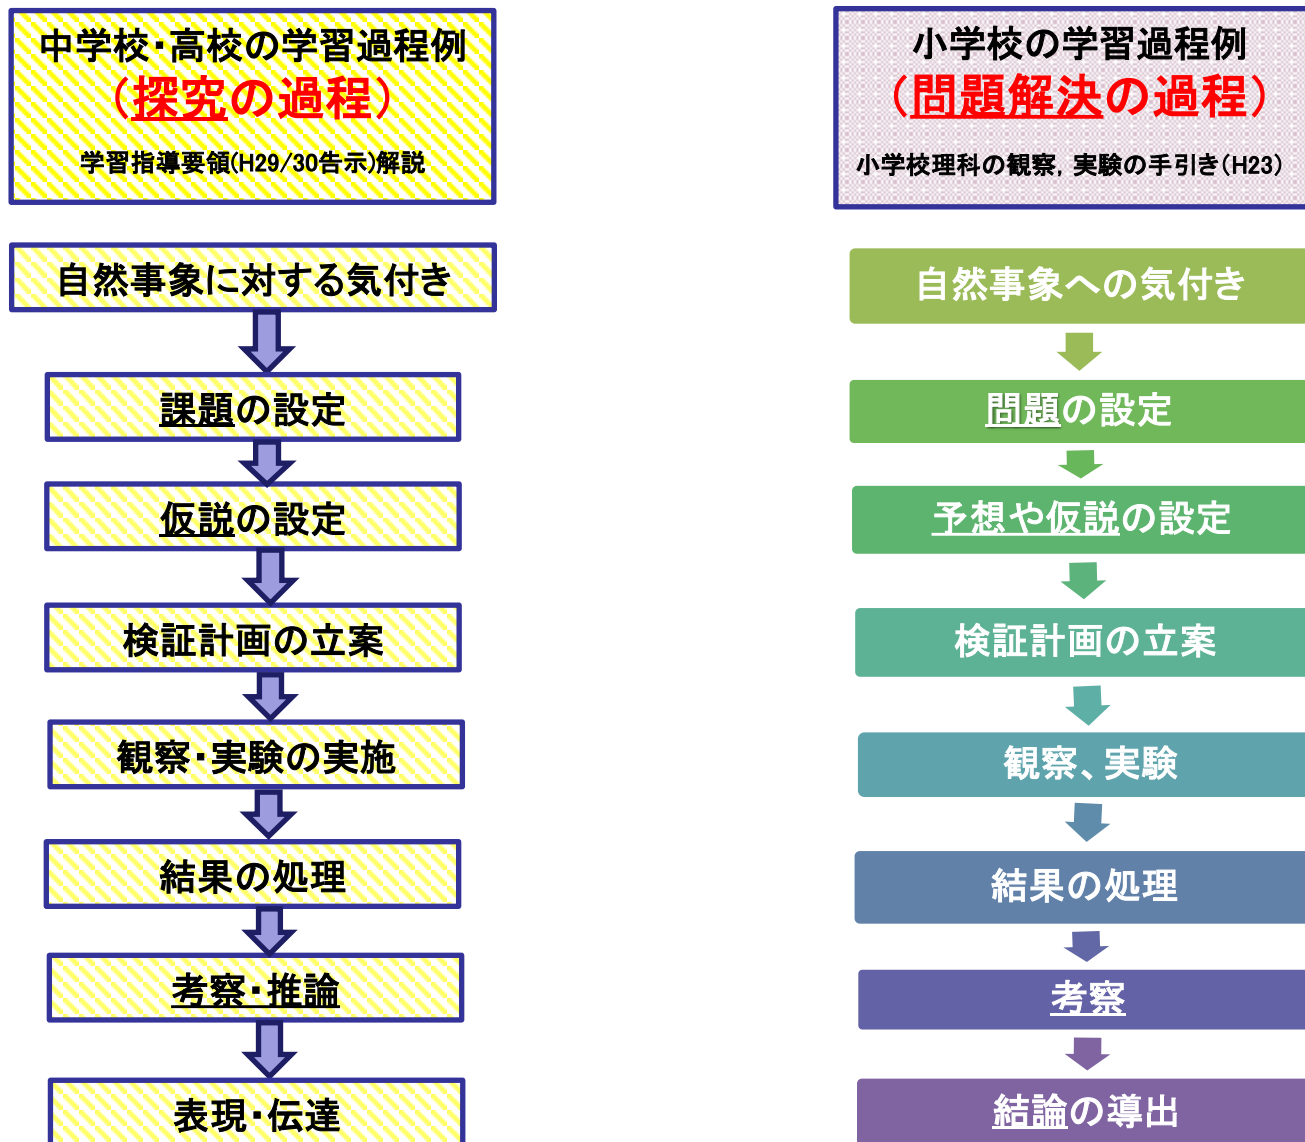 中学校・高校の学習過程例
（探究の過程）
学習指導要領(H29/30告示)解説
自然事象に対する気付き
課題の設定
仮説の設定
検証計画の立案
観察・実験の実施
結果の処理
考察・推論
表現・伝達
小学校の学習過程例
（問題解決の過程）
小学校理科の観察，実験の手引き（H23）
自然事象への気付き
問題の設定
予想や仮説の設定
検証計画の立案
観察、実験
結果の処理
考察
結論の導出